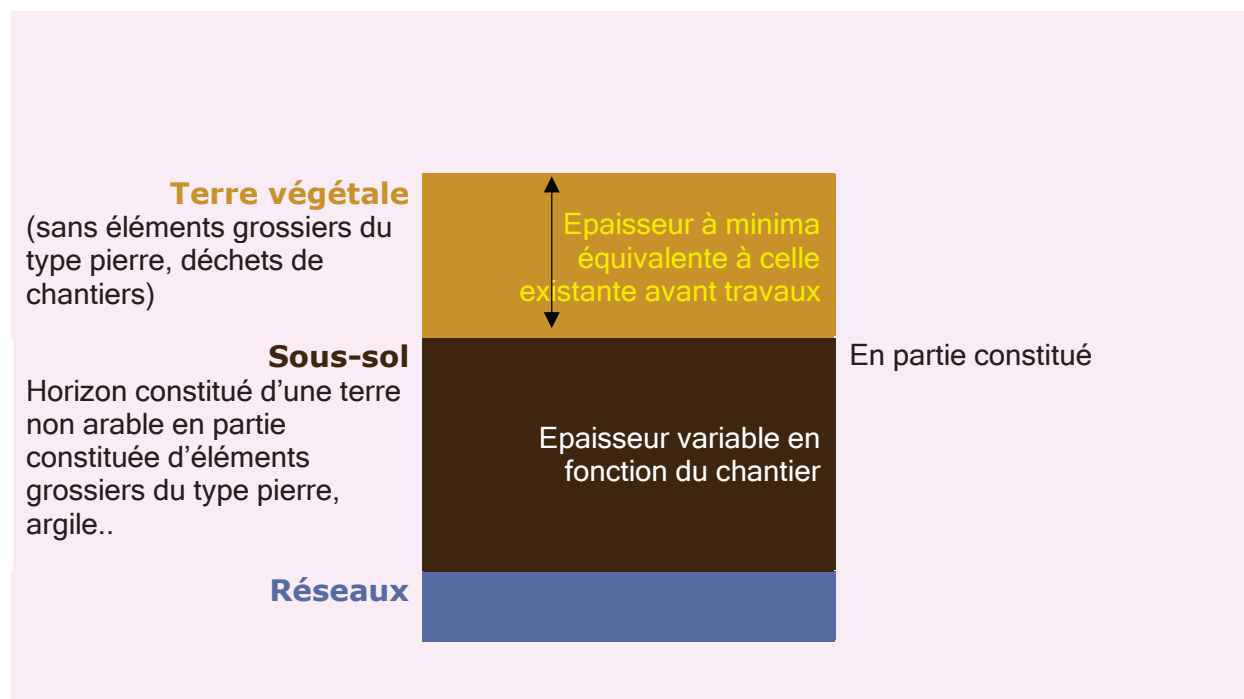 Terre végétale
(sans éléments grossiers du
type pierre, déchets de
chantiers)
Epaisseur à minima
équivalente à celle
existante avant travaux
Sous-sol
Horizon constitué d’une terre
non arable en partie
constituée d’éléments
grossiers du type pierre,
argile..
Epaisseur variable en
fonction du chantier
En partie constitué
Réseaux